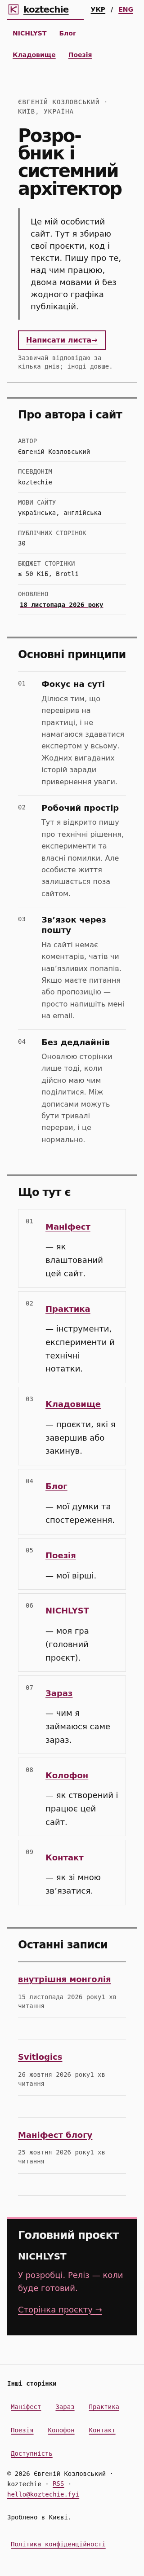 koztechie
УКР / EN
NICHLYST Блог
Кладовище Поезія
ЄВГЕНІЙ КОЗЛОВСЬКИЙ ·
КИЇВ, УКРАЇНА
Розро-
бник і
системний
архітектор
Це мій особистий
сайт. Тут я збираю
свої проєкти, код і
тексти. Пишу про те,
над чим працюю,
двома мовами й без
жодного графіка
публікацій.
Написати листа→
Зазвичай відповідаю за
кілька днів; іноді довше.
Про автора і сайт
АВТОР
Євгеній Козловський
ПСЕВДОНІМ
koztechie
МОВИ САЙТУ
українська, англійська
ПУБЛІЧНИХ СТОРІНОК
30
БЮДЖЕТ СТОРІНКИ
≤ 50 КіБ, Brotli
ОНОВЛЕНО
18 листопада 2026 року
Основні принципи
01 Фокус на суті
Ділюся тим, що
перевірив на
практиці, і не
намагаюся здаватися
експертом у всьому.
Жодних вигаданих
історій заради
привернення уваги.
02 Робочий простір
Тут я відкрито пишу
про технічні рішення,
експерименти та
власні помилки. Але
особисте життя
залишається поза
сайтом.
03 Зв’язок через
пошту
На сайті немає
коментарів, чатів чи
нав’язливих попапів.
Якщо маєте питання
або пропозицію —
просто напишіть мені
на email.
04 Без дедлайнів
Оновлюю сторінки
лише тоді, коли
дійсно маю чим
поділитися. Між
дописами можуть
бути тривалі
перерви, і це
нормально.
Що тут є
01 Маніфест
— як
влаштований
цей сайт.
02 Практика
— інструменти,
експерименти й
технічні
нотатки.
03 Кладовище
— проєкти, які я
завершив або
закинув.
04 Блог
— мої думки та
спостереження.
05 Поезія
— мої вірші.
06 NICHLYST
— моя гра
(головний
проєкт).
07 Зараз
— чим я
займаюся саме
зараз.
08 Колофон
— як створений і
працює цей
сайт.
09 Контакт
— як зі мною
зв’язатися.
Останні записи
внутрішня монголія
15 листопада 2026 року1 хв
читання
Svitlogics
26 жовтня 2026 року1 хв
читання
Маніфест блогу
25 жовтня 2026 року1 хв
читання
Головний проєкт
NICHLYST
У розробці. Реліз — коли
буде готовий.
Сторінка проєкту →
Інші сторінки
Маніфест Зараз Практика
Поезія Колофон Контакт
Доступність
© 2026 Євгеній Козловський ·
koztechie · RSS ·
hello@koztechie.fyi
Зроблено в Києві.
Політика конфіденційності